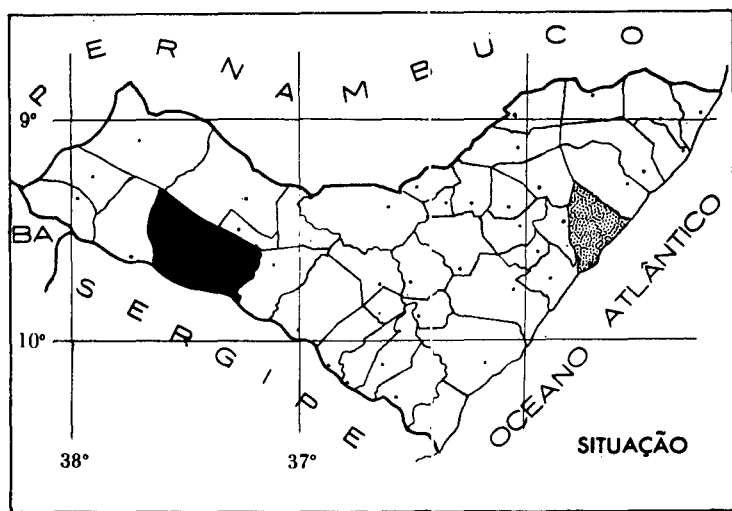 PERNAMBUCO
9°
BA
SERGIPE
OCEANO ATLÂNTICO
10°
SITUAÇÃO
38°
37°